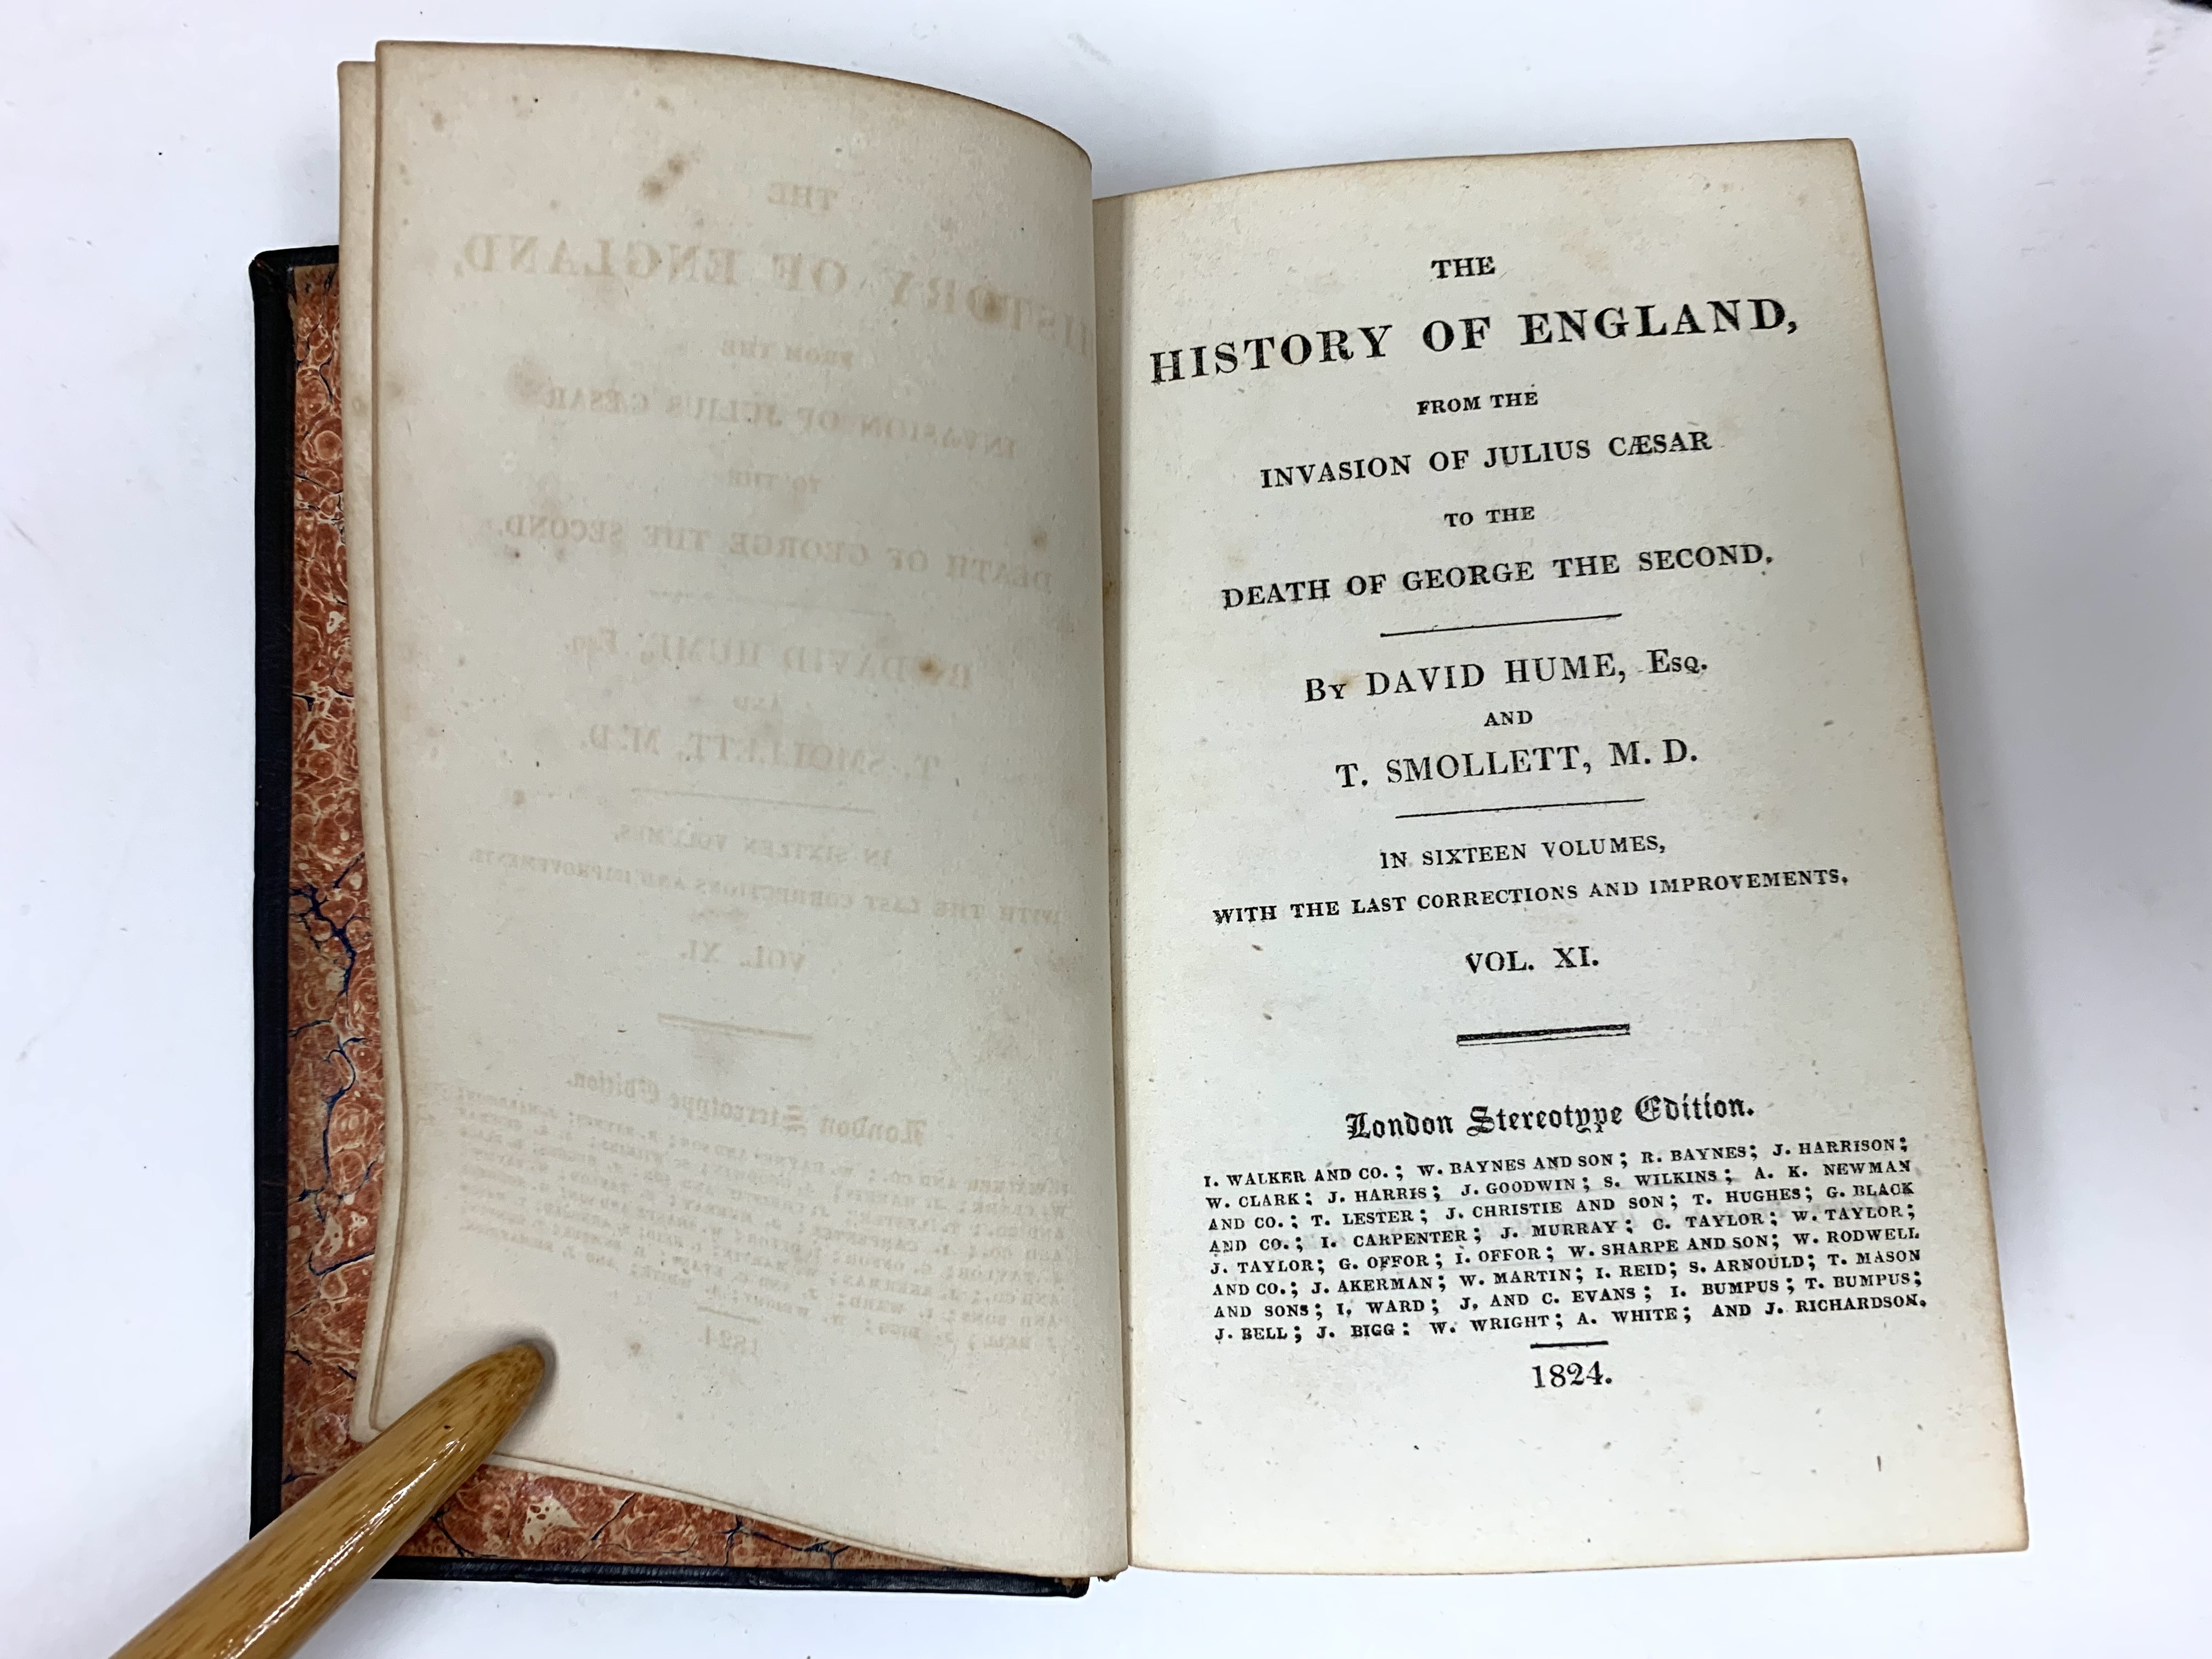 THE
HISTORY OF ENGLAND,
FROM THE
INVASION OF JULIUS CÆSAR
TO THE
DEATH OF GEORGE THE SECOND.
By DAVID HUME, Esq.
AND
T. SMOLLETT, M. D.
IN SIXTEEN VOLUMES,
WITH THE LAST CORRECTIONS AND IMPROVEMENTS.
VOL. XI.
London Stereotype Edition.
I. WALKER AND CO.; W. BAYNES AND SON; R. BAYNES; J. HARRISON;
W. CLARK; J. HARRIS; J. GOODWIN; S. WILKINS; A. K. NEWMAN
AND CO.; T. LESTER; J. CHRISTIE AND SON; T. HUGHES; G. BLACK
AND CO.; I. CARPENTER; J. MURRAY; C. TAYLOR; W. TAYLOR;
J. TAYLOR; G. OFFOR; I. OFFOR; W. SHARPE AND SON; W. RODWELL
AND CO.; J. AKERMAN; W. MARTIN; I. REID; S. ARNOULD; T. MASON
AND SONS; I. WARD; J. AND C. EVANS; I. BUMPUS; T. BUMPUS;
J. BELL; J. BIGG; W. WRIGHT; A. WHITE; AND J. RICHARDSON.
1824.